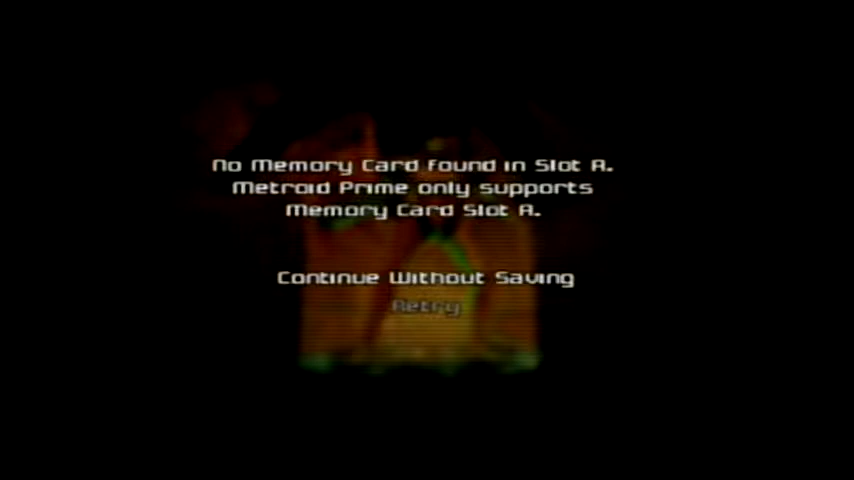 No Memory Card found in Slot A.
Metroid Prime only supports
Memory Card Slot A.
Continue Without Saving
Retry